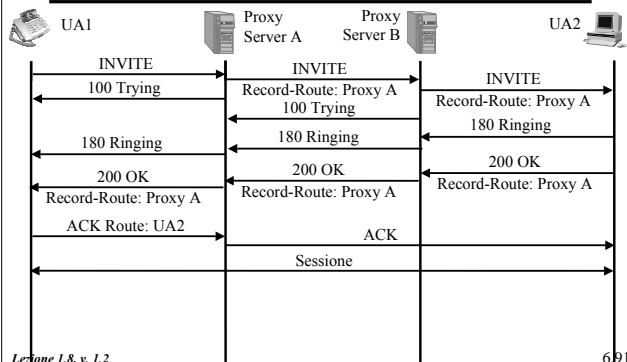 UA1
Proxy
Server A
Proxy
Server B
UA2
INVITE
INVITE
INVITE
100 Trying
Record-Route: Proxy A
Record-Route: Proxy A
100 Trying
180 Ringing
180 Ringing
180 Ringing
200 OK
200 OK
200 OK
Record-Route: Proxy A
Record-Route: Proxy A
Record-Route: Proxy A
ACK Route: UA2
ACK
Sessione
Lezione 1.8, v. 1.2
6.91